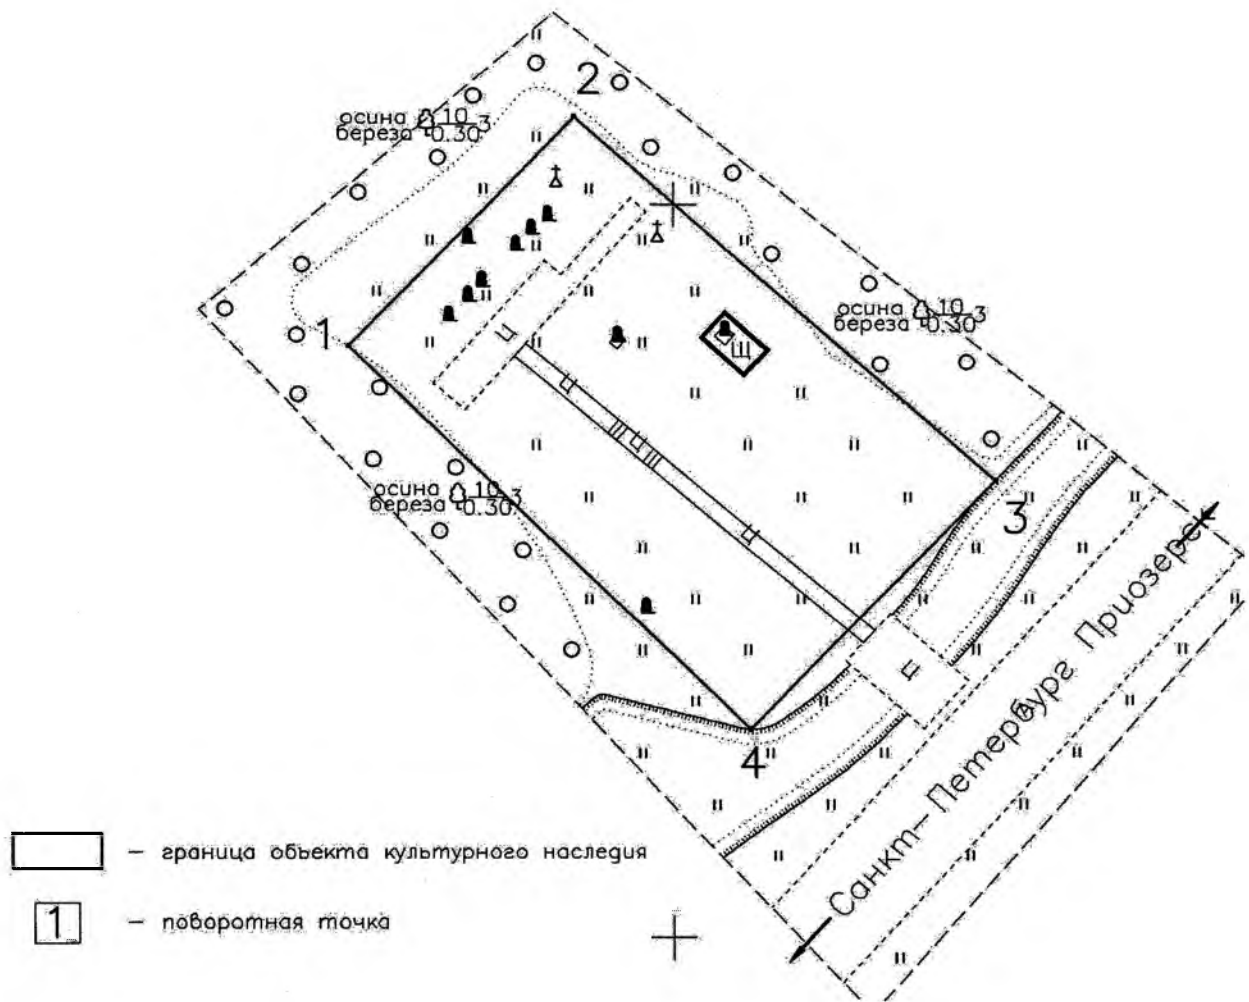 2
осина 10 3
береза 0.30
1
осина 10 3
береза 0.30
Щ
осина 10 3
береза 0.30
3
Санкт-Петербург Приозерск
4
– граница объекта культурного наследия
1 – поворотная точка